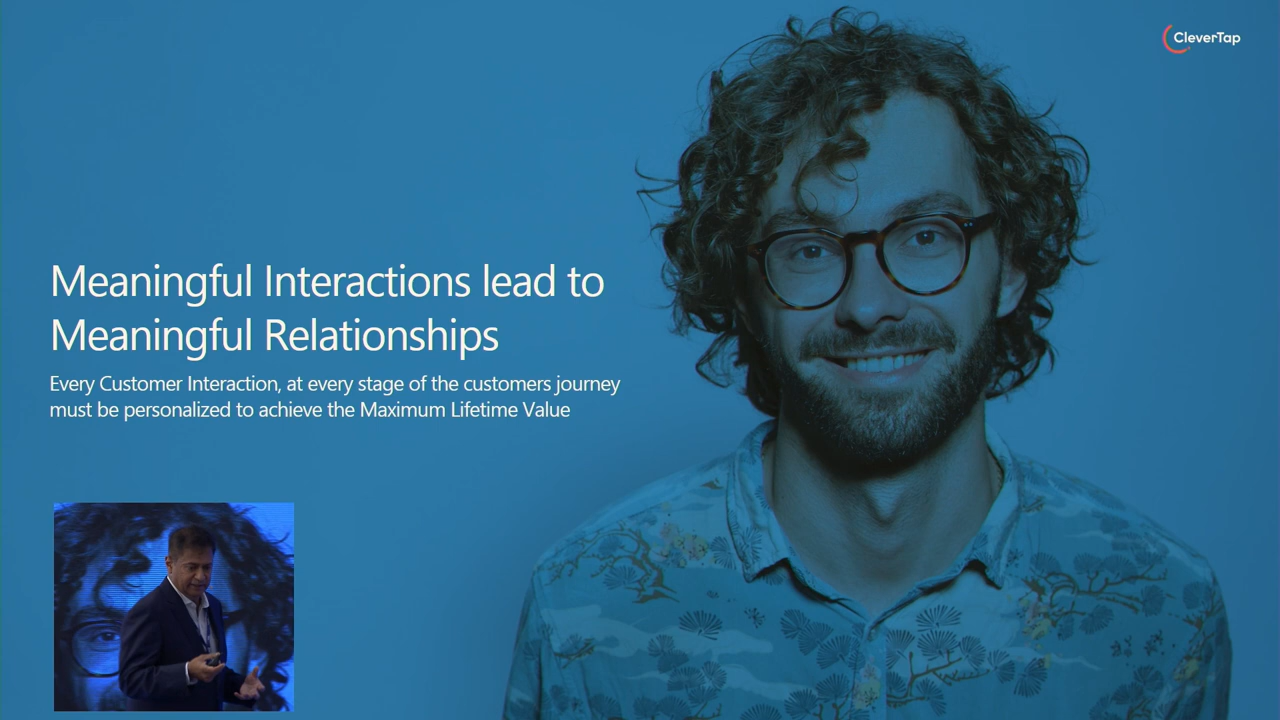 CleverTap
Meaningful Interactions lead to
Meaningful Relationships
Every Customer Interaction, at every stage of the customers journey
must be personalized to achieve the Maximum Lifetime Value